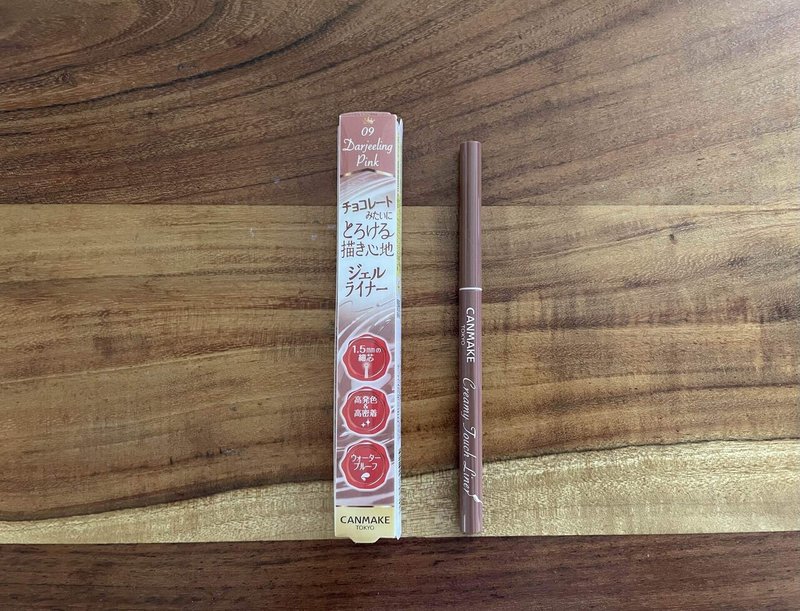 09
Darjeeling
Pink
チョコレート
みたいに
とろける
描き心地
ジェル
ライナー
1.5mmの
細芯
高発色
&
高密着
ウォーター
プルーフ
CANMAKE
TOKYO
CANMAKE
TOKYO
Creamy Touch Liner